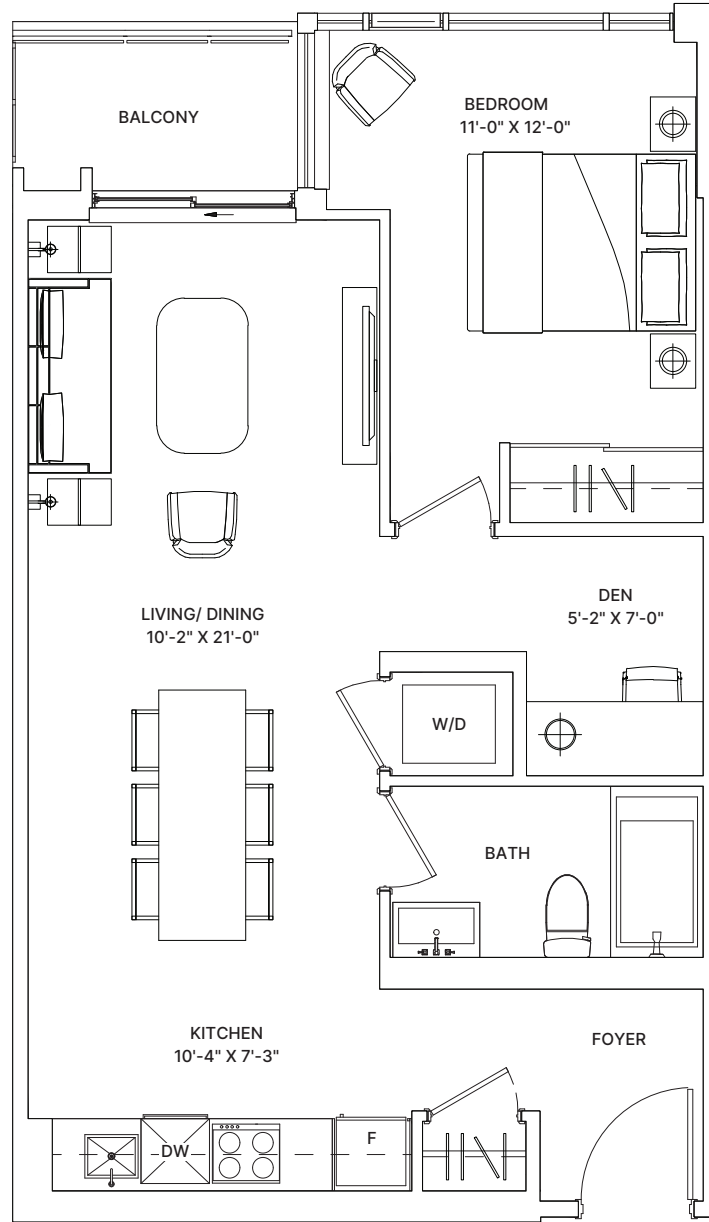 BALCONY
BEDROOM
11'-0" X 12'-0"
LIVING/ DINING
10'-2" X 21'-0"
DEN
5'-2" X 7'-0"
W/D
BATH
KITCHEN
10'-4" X 7'-3"
FOYER
DW
F